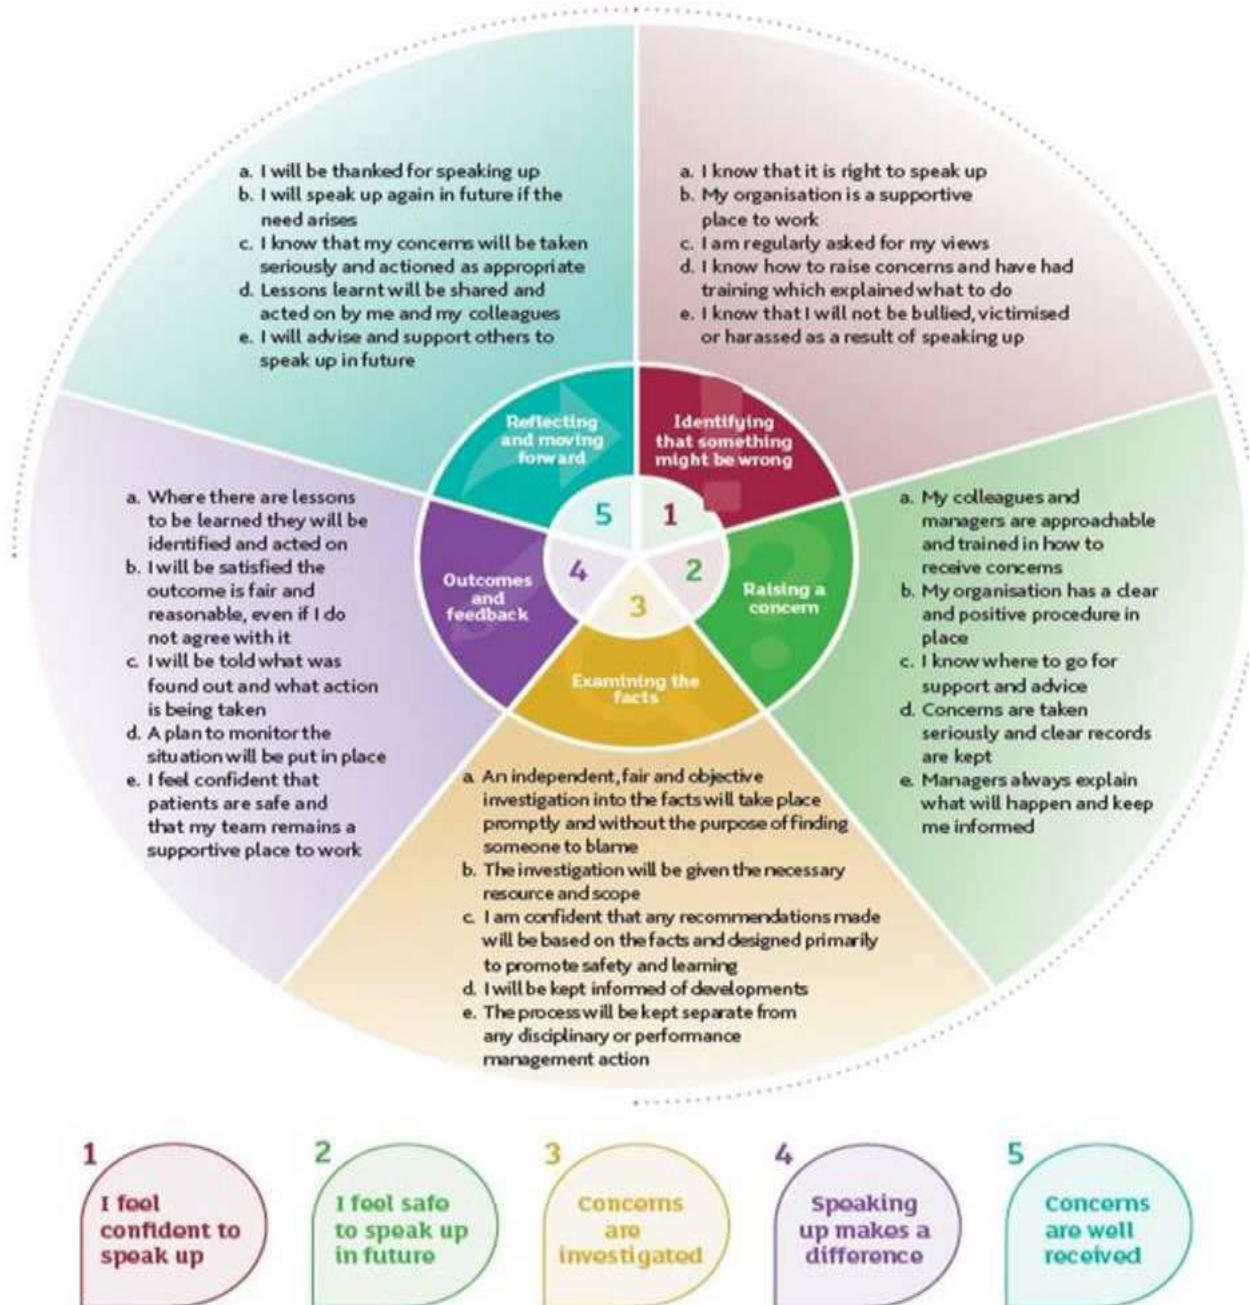 a. I will be thanked for speaking up
b. I will speak up again in future if the
need arises
c. I know that my concerns will be taken
seriously and actioned as appropriate
d. Lessons learnt will be shared and
acted on by me and my colleagues
e. I will advise and support others to
speak up in future
a. I know that it is right to speak up
b. My organisation is a supportive
place to work
c. I am regularly asked for my views
d. I know how to raise concerns and have had
training which explained what to do
e. I know that I will not be bullied, victimised
or harassed as a result of speaking up
Reflecting
and moving
forward
Identifying
that something
might be wrong
5
1
4
2
3
Outcomes
and
feedback
Raising a
concern
Examining the
facts
a. Where there are lessons
to be learned they will be
identified and acted on
b. I will be satisfied the
outcome is fair and
reasonable, even if I do
not agree with it
c. I will be told what was
found out and what action
is being taken
d. A plan to monitor the
situation will be put in place
e. I feel confident that
patients are safe and
that my team remains a
supportive place to work
a. My colleagues and
managers are approachable
and trained in how to
receive concerns
b. My organisation has a clear
and positive procedure in
place
c. I know where to go for
support and advice
d. Concerns are taken
seriously and clear records
are kept
e. Managers always explain
what will happen and keep
me informed
a. An independent, fair and objective
investigation into the facts will take place
promptly and without the purpose of finding
someone to blame
b. The investigation will be given the necessary
resource and scope
c. I am confident that any recommendations made
will be based on the facts and designed primarily
to promote safety and learning
d. I will be kept informed of developments
e. The process will be kept separate from
any disciplinary or performance
management action
1
I feel
confident to
speak up
2
I feel safe
to speak up
in future
3
Concerns
are
investigated
4
Speaking
up makes a
difference
5
Concerns
are well
received